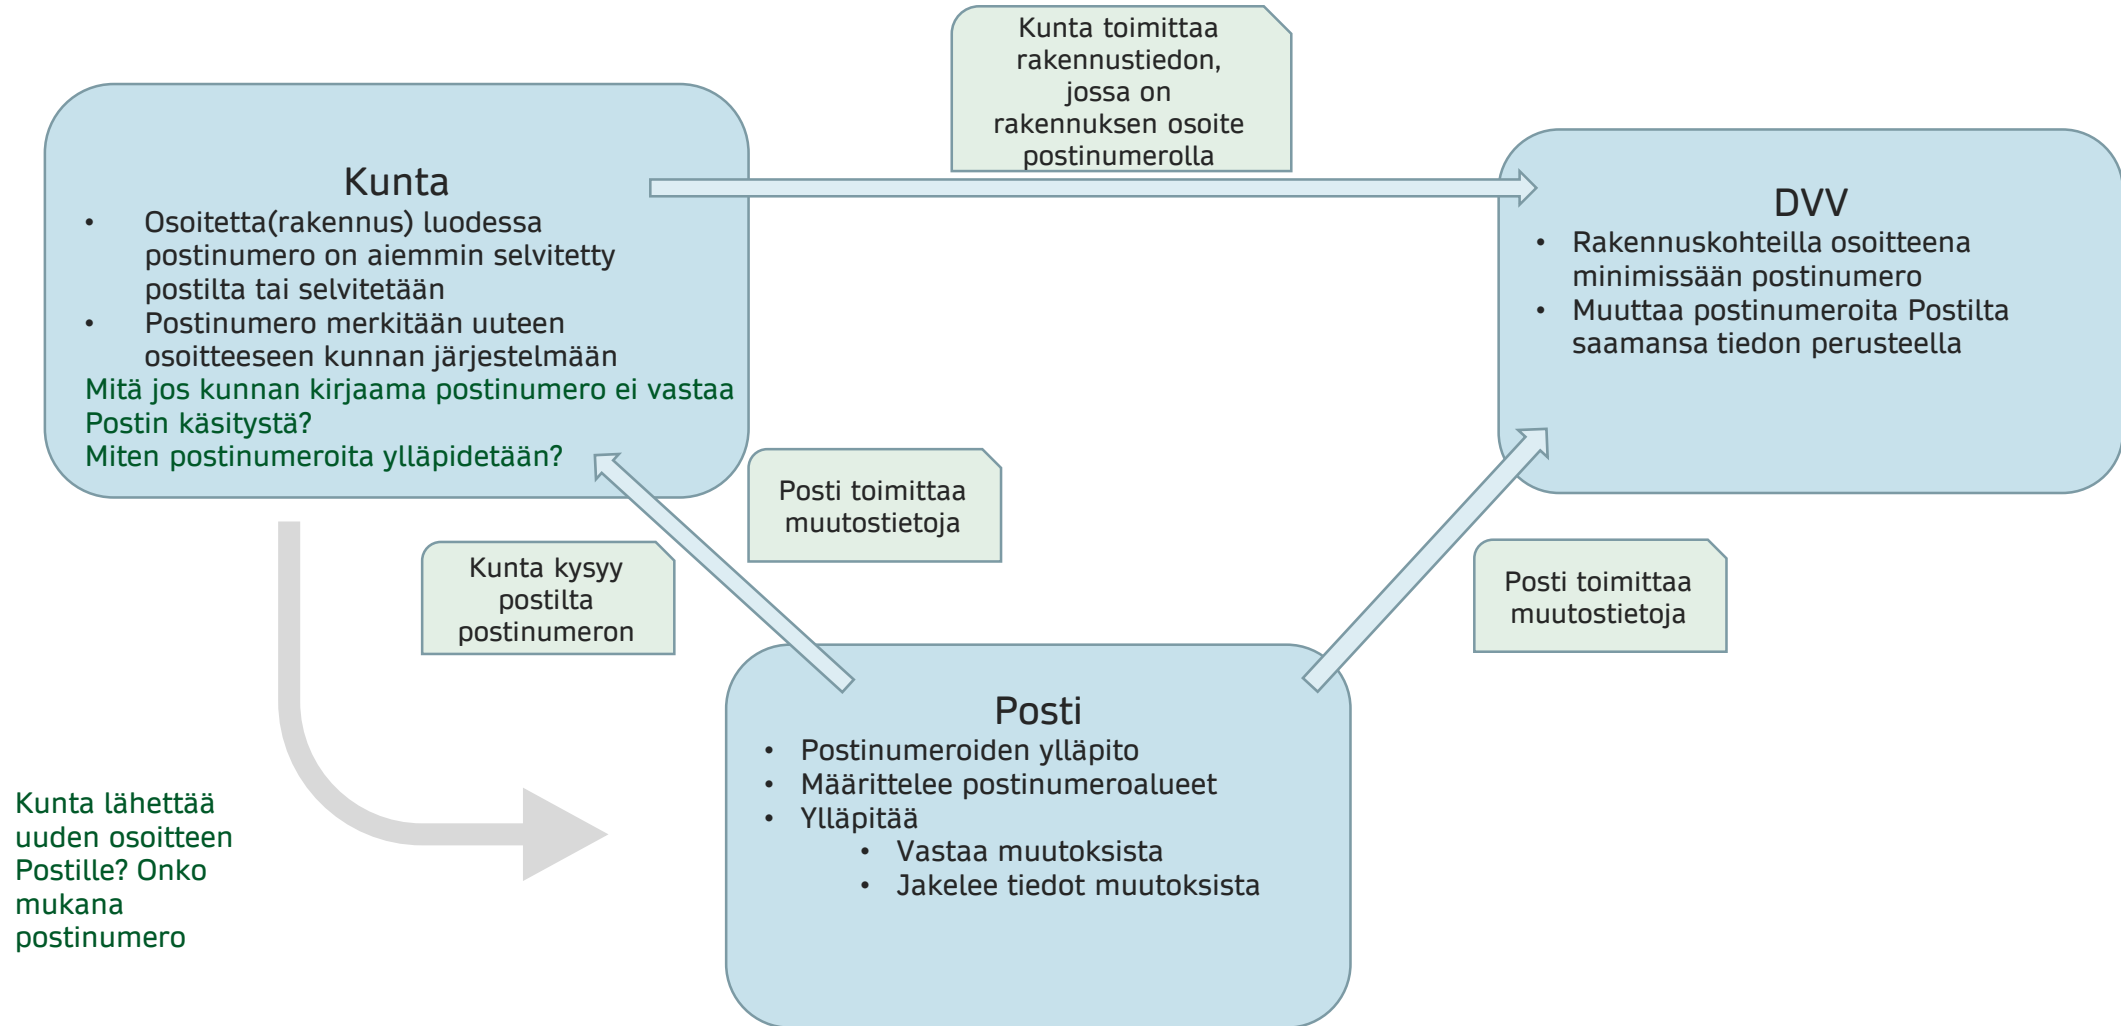 Kunta toimittaa
rakennustiedon,
jossa on
rakennuksen osoite
postinumerolla
Kunta
• Osoitetta(rakennus) luodessa
postinumero on aiemmin selvitetty
postilta tai selvitetään
• Postinumero merkitään uuteen
osoitteeseen kunnan järjestelmään
Mitä jos kunnan kirjaama postinumero ei vastaa
Postin käsitystä?
Miten postinumeroita ylläpidetään?
DVV
• Rakennuskohteilla osoitteena
minimissään postinumero
• Muuttaa postinumeroita Postilta
saamansa tiedon perusteella
Posti toimittaa
muutostietoja
Kunta kysyy
postilta
postinumeron
Posti toimittaa
muutostietoja
Posti
• Postinumeroiden ylläpito
• Määrittelee postinumeroalueet
• Ylläpitää
• Vastaa muutoksista
• Jakelee tiedot muutoksista
Kunta lähettää
uuden osoitteen
Postille? Onko
mukana
postinumero